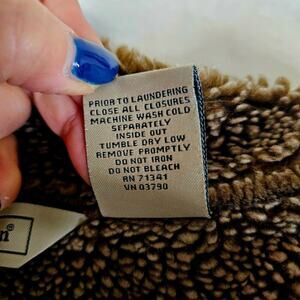 PRIOR TO LAUNDERING
CLOSE ALL CLOSURES
MACHINE WASH COLD
SEPARATELY
INSIDE OUT
TUMBLE DRY LOW
REMOVE PROMPTLY
DO NOT IRON
DO NOT BLEACH
RN 71341
VN 03790